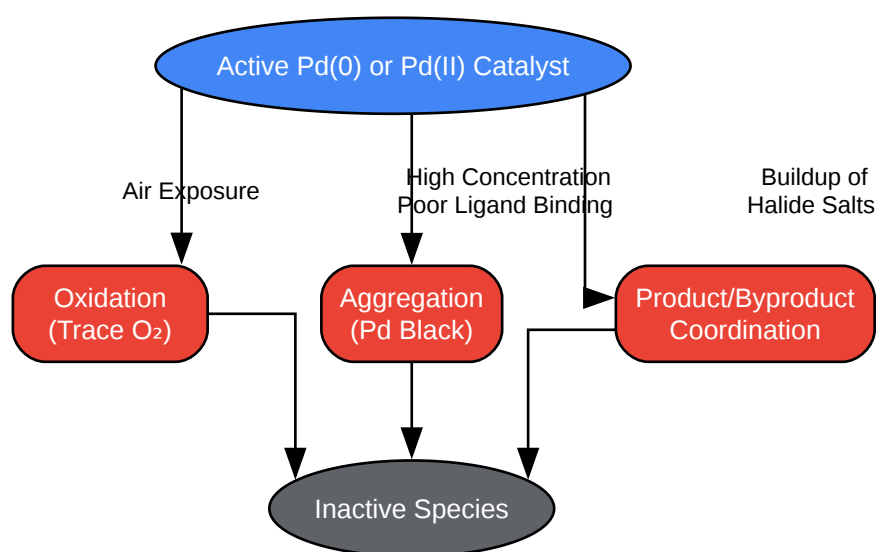 Active Pd(0) or Pd(II) Catalyst
Air Exposure
High Concentration
Poor Ligand Binding
Buildup of
Halide Salts
Oxidation
(Trace O₂)
Aggregation
(Pd Black)
Product/Byproduct
Coordination
Inactive Species